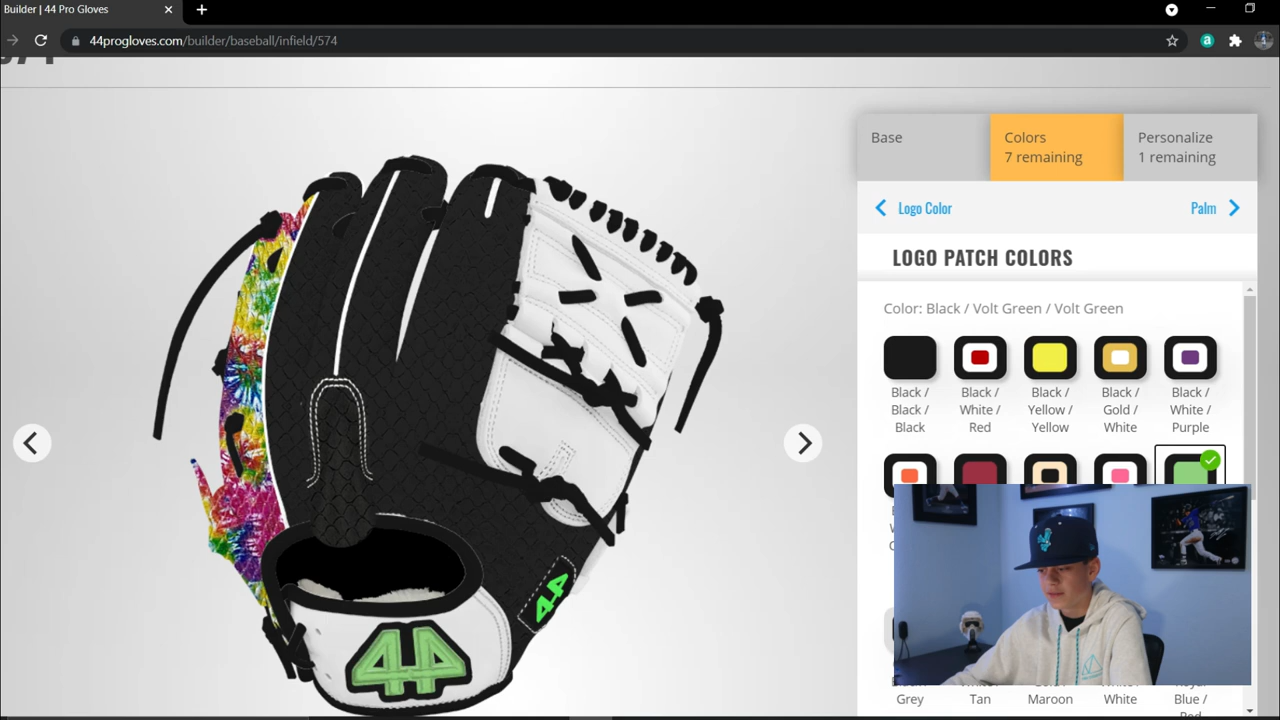 Builder | 44 Pro Gloves
44progloves.com/builder/baseball/infield/574
Base
Colors
7 remaining
Personalize
1 remaining
Logo Color
Palm
LOGO PATCH COLORS
Color: Black / Volt Green / Volt Green
Black /
Black /
Black
Black /
White /
Red
Black /
Yellow /
Yellow
Black /
Gold /
White
Black /
White /
Purple
Grey
Tan
Maroon
White
Royal
Blue /
44
44